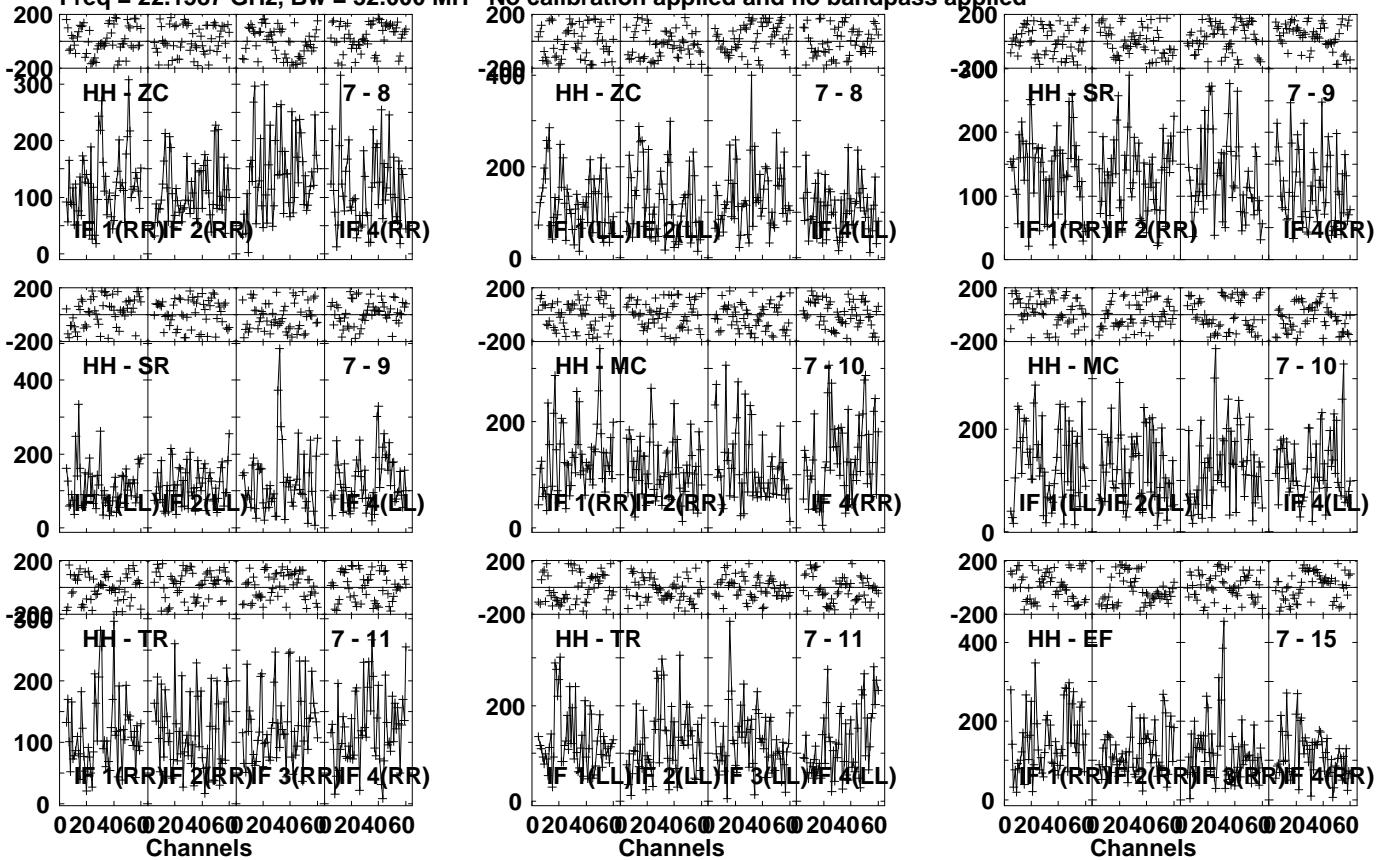 Freq = 22.1587 GHz, Bw = 32.000 MH No calibration applied and no bandpass applied
200
-200
300
200
100
0
HH - ZC
7 - 8
IF 1(RR)
IF 2(RR)
IF 4(RR)
200
-200
400
200
0
HH - ZC
7 - 8
IF 1(LL)
IF 2(LL)
IF 4(LL)
200
-200
300
200
100
0
HH - SR
7 - 9
IF 1(RR)
IF 2(RR)
IF 4(RR)
200
-200
400
200
0
HH - SR
7 - 9
IF 1(LL)
IF 2(LL)
IF 4(LL)
200
-200
200
0
HH - MC
7 - 10
IF 1(RR)
IF 2(RR)
IF 4(RR)
200
-200
200
0
HH - MC
7 - 10
IF 1(LL)
IF 2(LL)
IF 4(LL)
200
-200
300
200
100
0
HH - TR
7 - 11
IF 1(RR)
IF 2(RR)
IF 3(RR)
IF 4(RR)
0 20 40 60 0 20 40 60 0 20 40 60 0 20 40 60
Channels
200
-200
200
0
HH - TR
7 - 11
IF 1(LL)
IF 2(LL)
IF 3(LL)
IF 4(LL)
0 20 40 60 0 20 40 60 0 20 40 60 0 20 40 60
Channels
200
-200
400
200
0
HH - EF
7 - 15
IF 1(RR)
IF 2(RR)
IF 3(RR)
IF 4(RR)
0 20 40 60 0 20 40 60 0 20 40 60 0 20 40 60
Channels